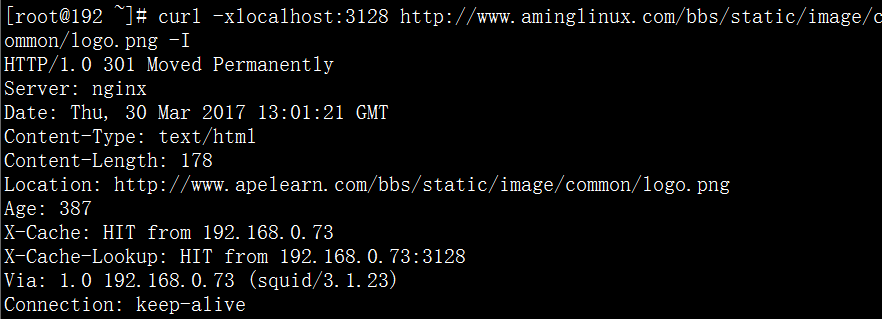 [root@192 ~]# curl -xlocalhost:3128 http://www.aminglinux.com/bbs/static/image/c
ommon/logo.png -I
HTTP/1.0 301 Moved Permanently
Server: nginx
Date: Thu, 30 Mar 2017 13:01:21 GMT
Content-Type: text/html
Content-Length: 178
Location: http://www.apelearn.com/bbs/static/image/common/logo.png
Age: 387
X-Cache: HIT from 192.168.0.73
X-Cache-Lookup: HIT from 192.168.0.73:3128
Via: 1.0 192.168.0.73 (squid/3.1.23)
Connection: keep-alive